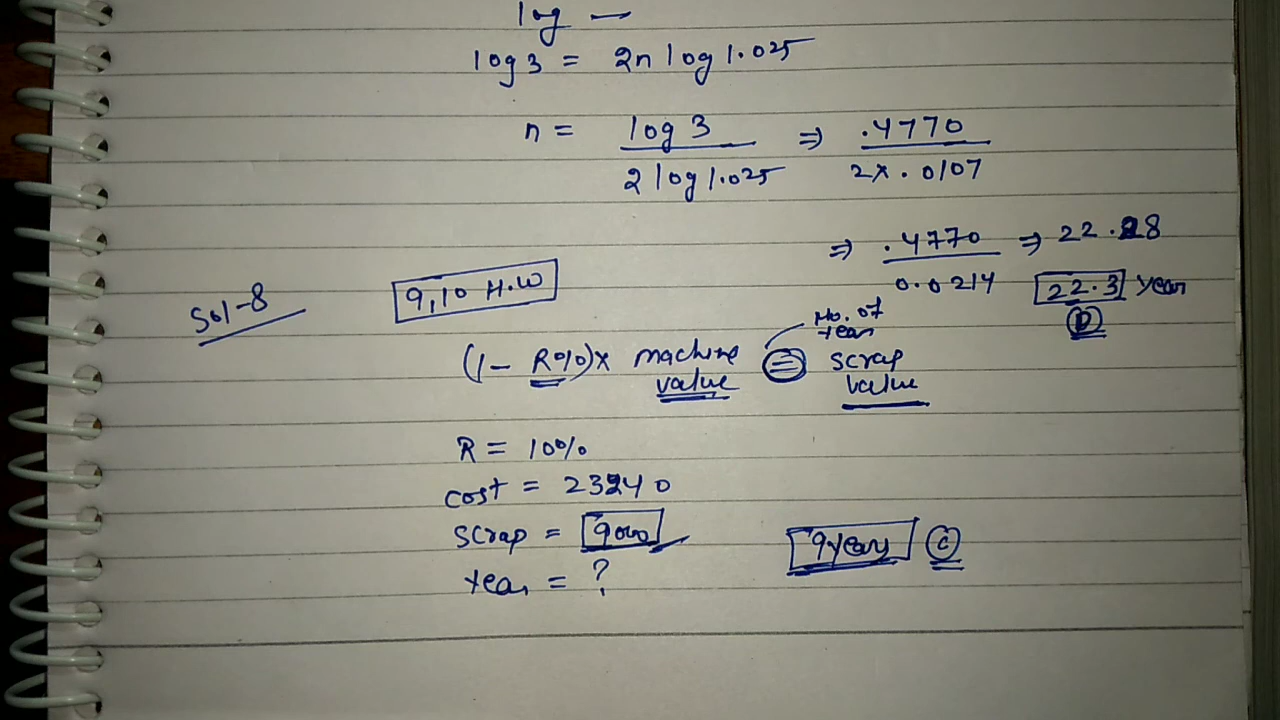 log —
log 3 = 2n log 1.025
n = log 3 / 2 log 1.025 ⇒ .4770 / 2x.0107
⇒ .4770 / 0.0214 ⇒ 22.28
22.3 year
(D)
Sol-8
9,10 H.W
No. of year
(1- R%)x machine value = scrap value
R = 10%
cost = 23240
scrap = 9000
year = ?
9 years (c)